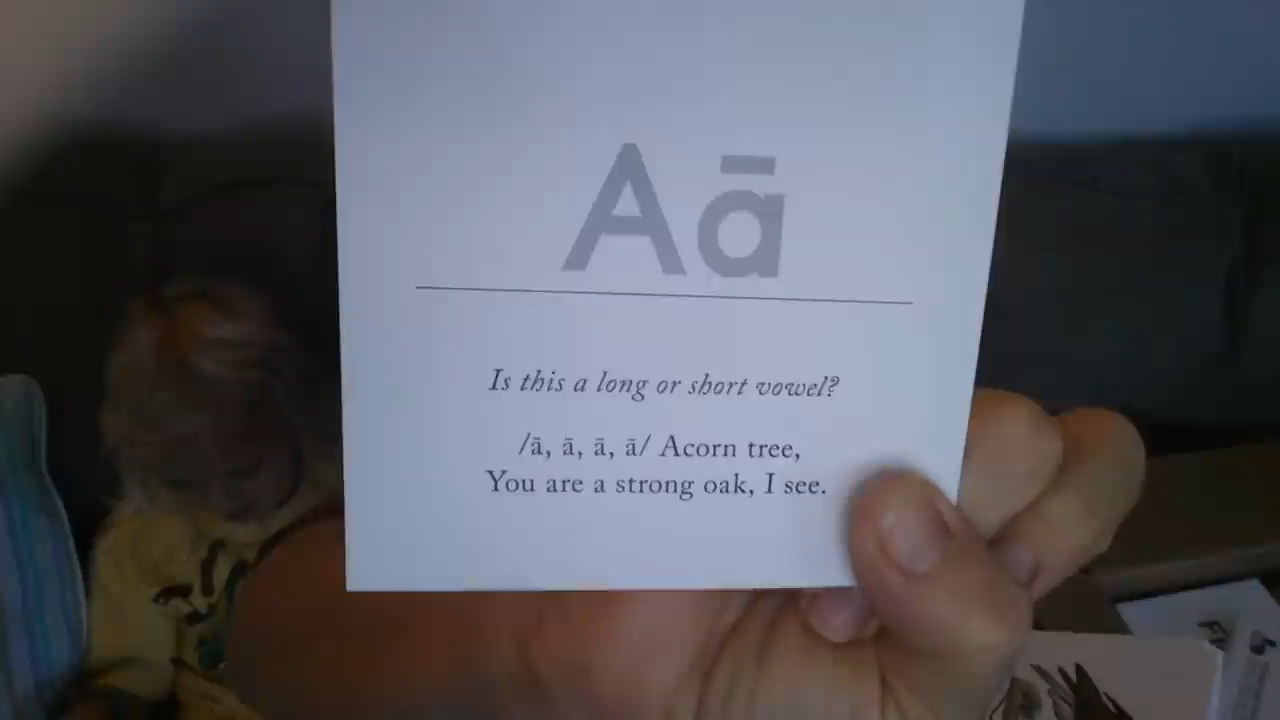 Aā
Is this a long or short vowel?
/ā, ā, ā, ā/ Acorn tree,
You are a strong oak, I see.